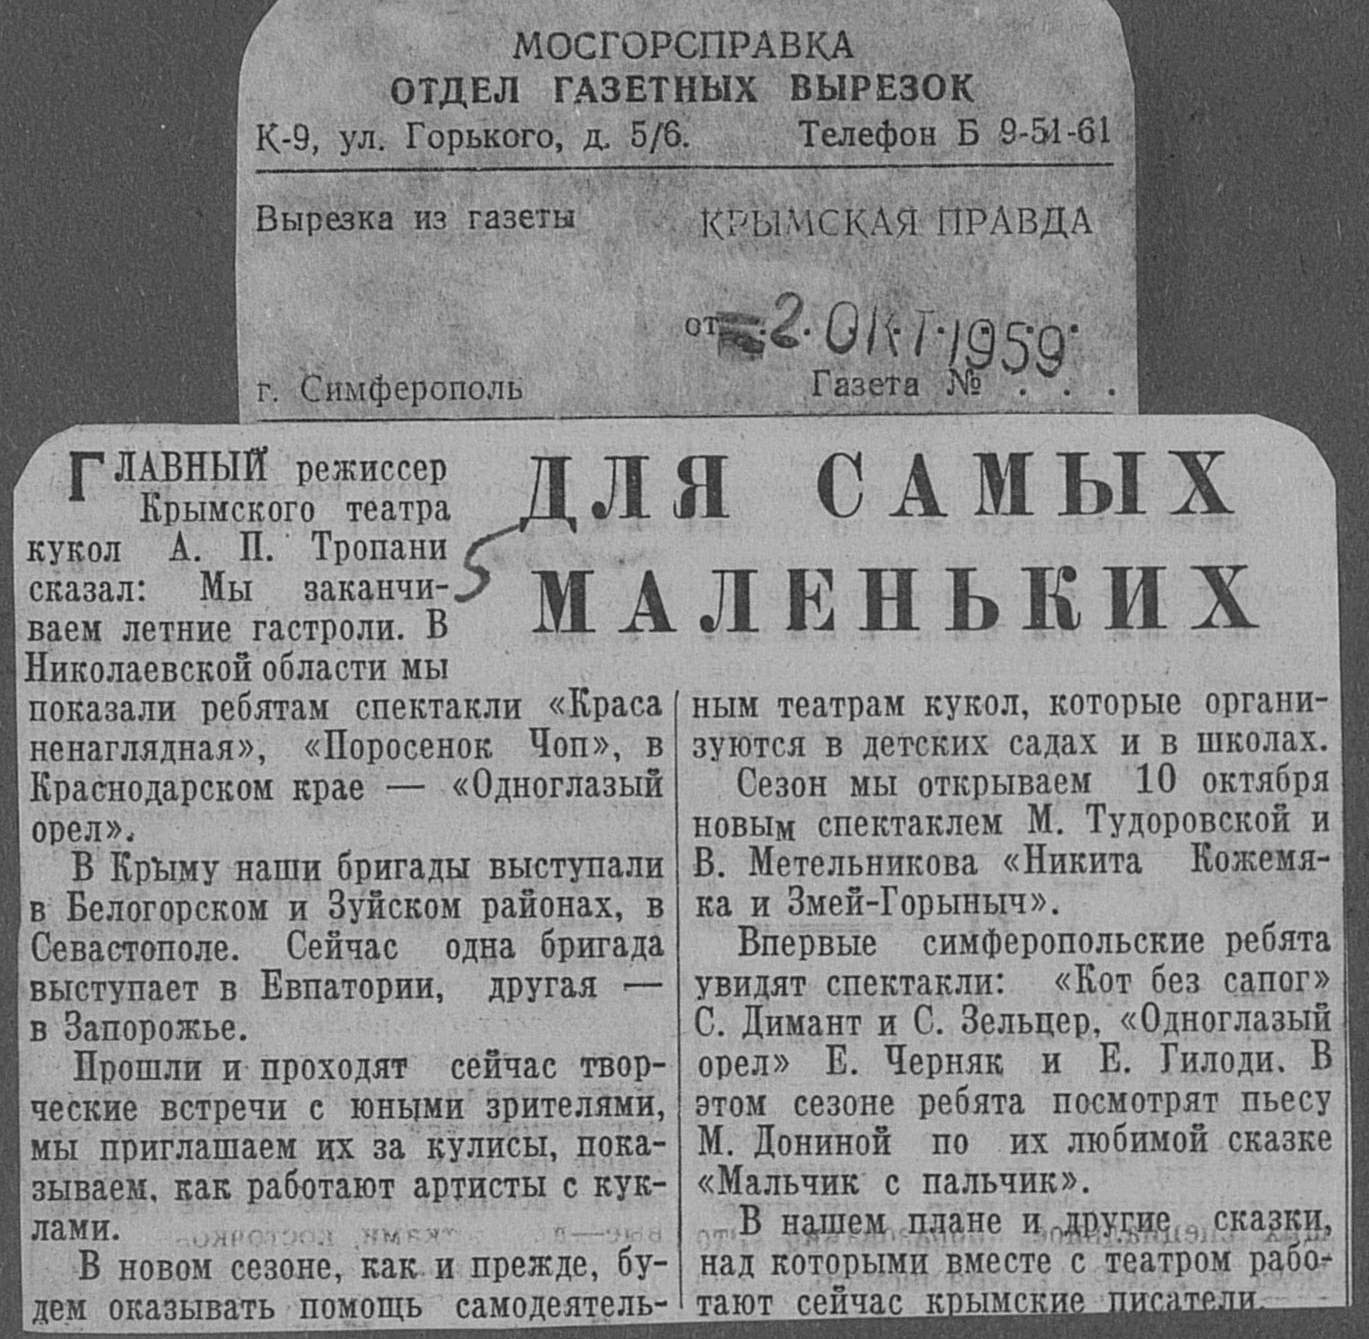 МОСГОРСПРАВКА
ОТДЕЛ ГАЗЕТНЫХ ВЫРЕЗОК
К-9, ул. Горького, д. 5/6. Телефон Б 9-51-61
Вырезка из газеты КРЫМСКАЯ ПРАВДА
от 2. ОКТ. 1959
г. Симферополь Газета № . . .
ДЛЯ САМЫХ
МАЛЕНЬКИХ
5
ГЛАВНЫЙ режиссер
Крымского театра
кукол А. П. Тропани
сказал: Мы заканчи-
ваем летние гастроли. В
Николаевской области мы
показали ребятам спектакли «Краса
ненаглядная», «Поросенок Чоп», в
Краснодарском крае — «Одноглазый
орел».
В Крыму наши бригады выступали
в Белогорском и Зуйском районах, в
Севастополе. Сейчас одна бригада
выступает в Евпатории, другая —
в Запорожье.
Прошли и проходят сейчас твор-
ческие встречи с юными зрителями,
мы приглашаем их за кулисы, пока-
зываем, как работают артисты с кук-
лами.
В новом сезоне, как и прежде, бу-
дем оказывать помощь самодеятель-
ным театрам кукол, которые органи-
зуются в детских садах и в школах.
Сезон мы открываем 10 октября
новым спектаклем М. Тудоровской и
В. Метельникова «Никита Кожемя-
ка и Змей-Горыныч».
Впервые симферопольские ребята
увидят спектакли: «Кот без сапог»
С. Димант и С. Зельцер, «Одноглазый
орел» Е. Черняк и Е. Гилоди. В
этом сезоне ребята посмотрят пьесу
М. Дониной по их любимой сказке
«Мальчик с пальчик».
В нашем плане и другие сказки,
над которыми вместе с театром рабо-
тают сейчас крымские писатели.